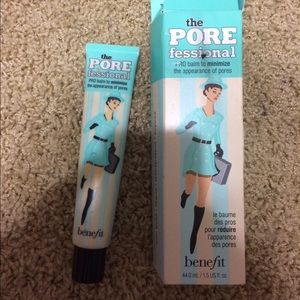 the
PORE
fessional
PRO balm to minimize
the appearance of pores
benefit
the
PORE
fessional
PRO balm to minimize
the appearance of pores
le baume
des pros
pour réduire
l'apparence
des pores
benefit
44.0 mL / 1.5 US fl. oz